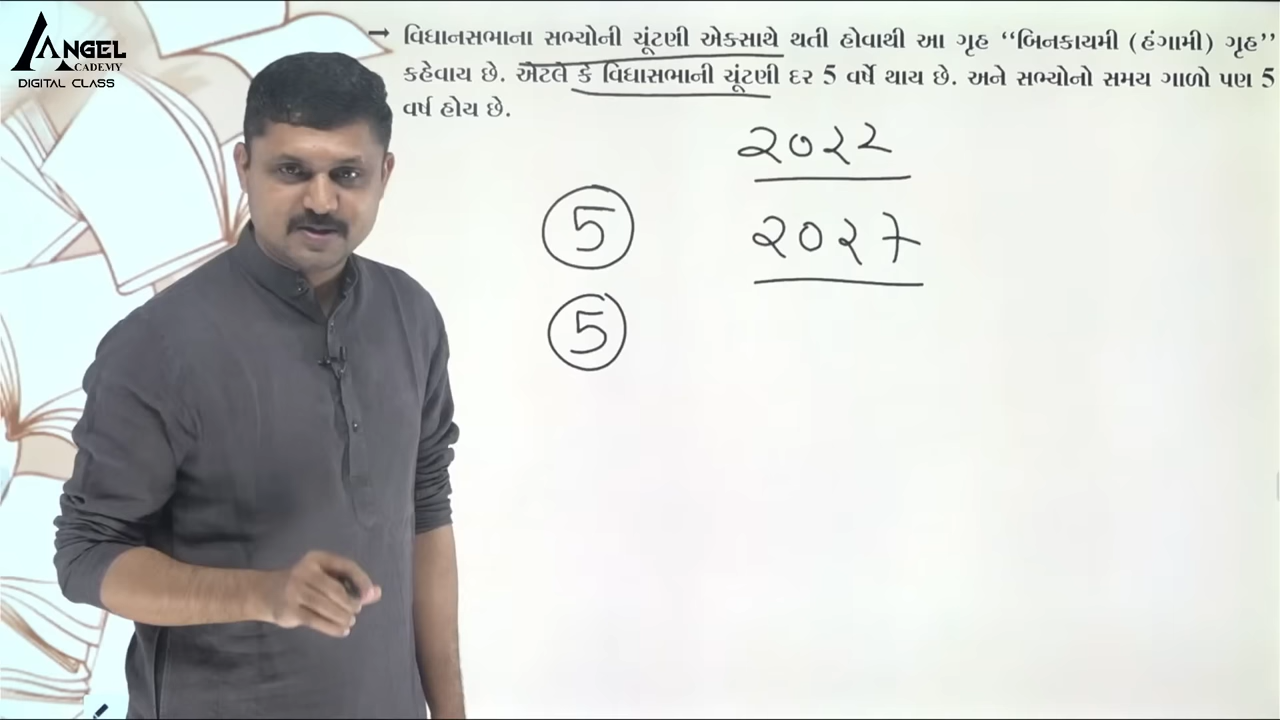 ANGEL
ACADEMY
DIGITAL CLASS
→ વિધાનસભાના સભ્યોની ચૂંટણી એકસાથે થતી હોવાથી આ ગૃહ “બિનકાયમી (હંગામી) ગૃહ”
કહેવાય છે. એટલે કે વિધાસભાની ચૂંટણી દર 5 વર્ષે થાય છે. અને સભ્યોનો સમય ગાળો પણ 5
વર્ષ હોય છે.
૨૦૨૨
5 ૨૦૨૭
5